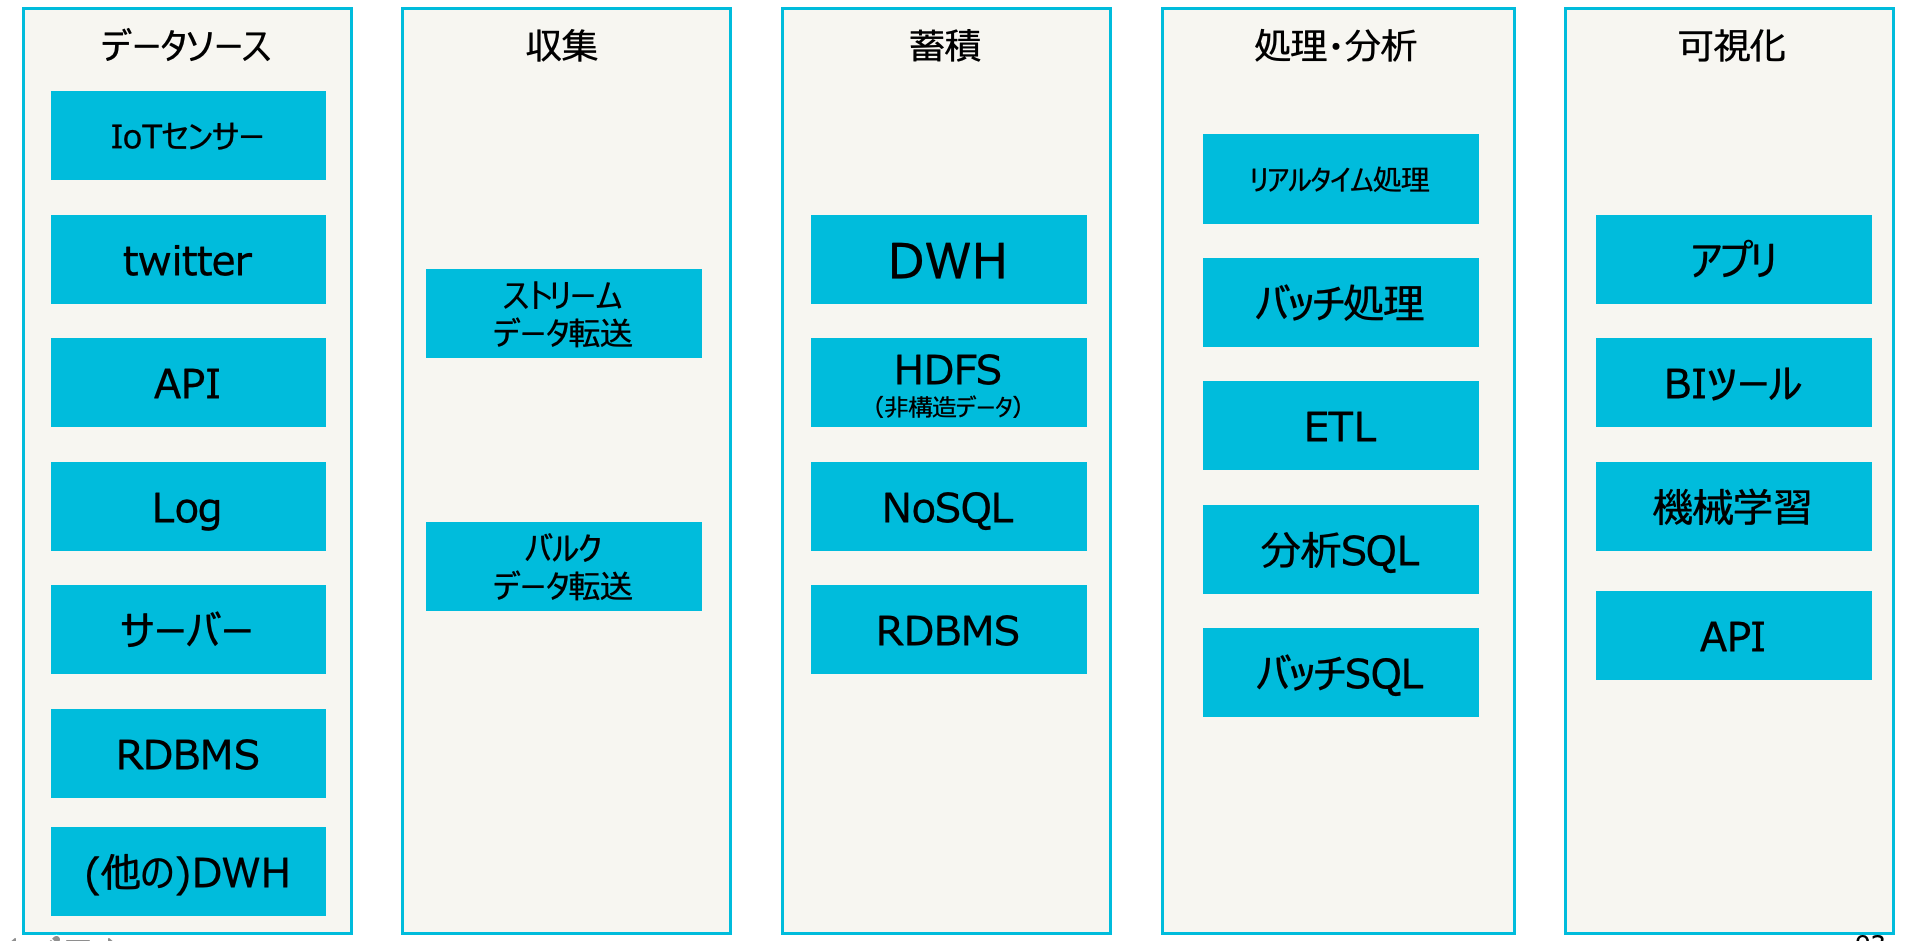 データソース
IoTセンサー
twitter
API
Log
サーバー
RDBMS
(他の)DWH
収集
ストリーム
データ転送
バルク
データ転送
蓄積
DWH
HDFS
（非構造データ）
NoSQL
RDBMS
処理・分析
リアルタイム処理
バッチ処理
ETL
分析SQL
バッチSQL
可視化
アプリ
BIツール
機械学習
API